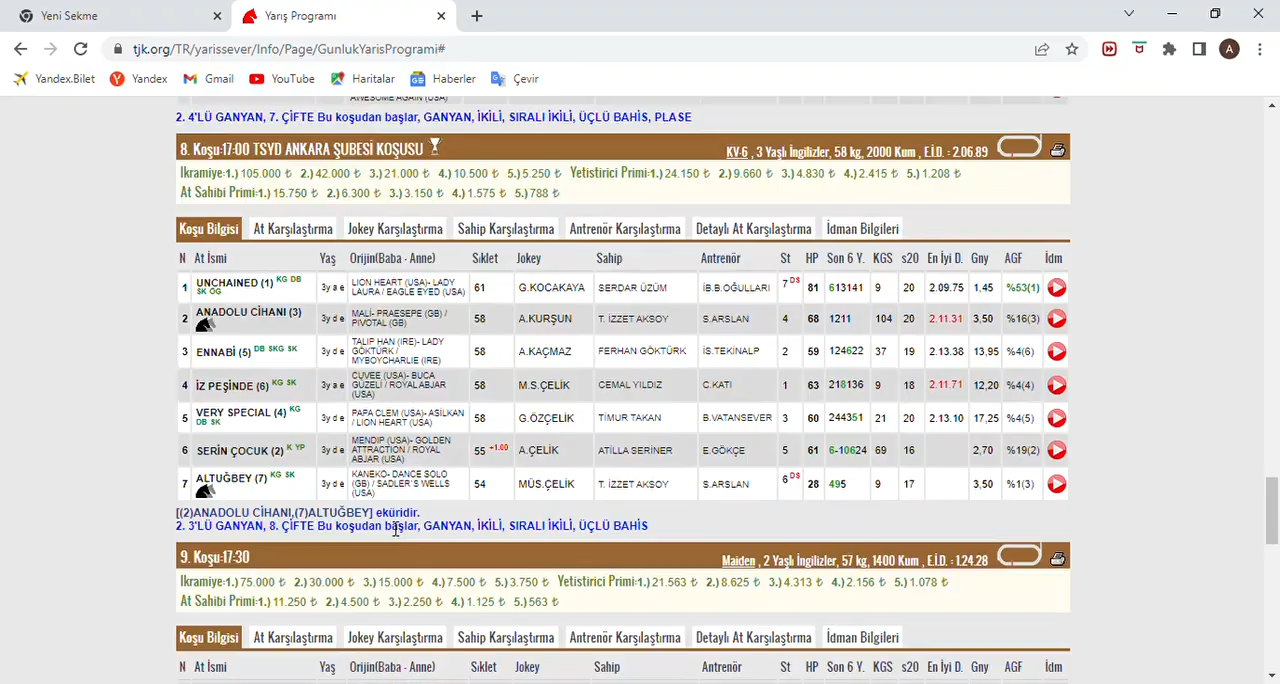 Yeni Sekme
Yarış Programı
tjk.org/TR/yarissever/Info/Page/GunlukYarisProgrami#
A
Yandex.Bilet Yandex Gmail YouTube Haritalar Haberler Çevir
AWESOME AGAIN (USA)
2. 4'LÜ GANYAN, 7. ÇİFTE Bu koşudan başlar, GANYAN, İKİLİ, SIRALI İKİLİ, ÜÇLÜ BAHİS, PLASE
8. Koşu:17:00 TSYD ANKARA ŞUBESİ KOŞUSU
KV-6 , 3 Yaşlı İngilizler, 58 kg, 2000 Kum , E.İ.D. : 2.06.89
İkramiye:1.) 105.000 ₺ 2.) 42.000 ₺ 3.) 21.000 ₺ 4.) 10.500 ₺ 5.) 5.250 ₺ Yetistirici Primi:1.) 24.150 ₺ 2.) 9.660 ₺ 3.) 4.830 ₺ 4.) 2.415 ₺ 5.) 1.208 ₺
At Sahibi Primi:1.) 15.750 ₺ 2.) 6.300 ₺ 3.) 3.150 ₺ 4.) 1.575 ₺ 5.) 788 ₺
Koşu Bilgisi At Karşılaştırma Jokey Karşılaştırma Sahip Karşılaştırma Antrenör Karşılaştırma Detaylı At Karşılaştırma İdman Bilgileri
N At İsmi Yaş Orijin(Baba - Anne) Sıklet Jokey Sahip Antrenör St HP Son 6 Y. KGS s20 En İyi D. Gny AGF İdm
1 UNCHAINED (1) KG DB SK ÖG 3y a e LION HEART (USA)- LADY LAURA / EAGLE EYED (USA) 61 G.KOCAKAYA SERDAR ÜZÜM İB.B.OĞULLARI 7 DS 81 613141 9 20 2.09.75 1,45 %53(1)
2 ANADOLU CİHANI (3) 3y d e MALİ- PRAESEPE (GB) / PIVOTAL (GB) 58 A.KURŞUN T. İZZET AKSOY S.ARSLAN 4 68 1211 104 20 2.11.31 3,50 %16(3)
3 ENNABİ (5) DB SKG SK 3y d e TALIP HAN (IRE)- LADY GÖKTÜRK / MYBOYCHARLIE (IRE) 58 A.KAÇMAZ FERHAN GÖKTÜRK İS.TEKİNALP 2 59 124622 37 19 2.13.38 13,95 %4(6)
4 İZ PEŞİNDE (6) KG SK 3y a e CUVEE (USA)- BUCA GÜZELİ / ROYAL ABJAR (USA) 58 M.S.ÇELİK CEMAL YILDIZ C.KATI 1 63 218136 9 18 2.11.71 12,20 %4(4)
5 VERY SPECIAL (4) KG DB SK 3y d e PAPA CLEM (USA)- ASİLKAN / LION HEART (USA) 58 G.ÖZÇELİK TİMUR TAKAN B.VATANSEVER 3 60 244351 21 20 2.13.10 17,25 %4(5)
6 SERİN ÇOCUK (2) K YP 3y d e MENDIP (USA)- GOLDEN ATTRACTION / ROYAL ABJAR (USA) 55 +1.00 A.ÇELİK ATİLLA SERİNER E.GÖKÇE 5 61 6-10624 69 16 2,70 %19(2)
7 ALTUĞBEY (7) KG SK 3y d e KANEKO- DANCE SOLO (GB) / SADLER'S WELLS (USA) 54 MÜS.ÇELİK T. İZZET AKSOY S.ARSLAN 6 DS 28 495 9 17 3,50 %1(3)
[(2)ANADOLU CİHANI,(7)ALTUĞBEY] eküridir.
2. 3'LÜ GANYAN, 8. ÇİFTE Bu koşudan başlar, GANYAN, İKİLİ, SIRALI İKİLİ, ÜÇLÜ BAHİS
9. Koşu:17:30
Maiden , 2 Yaşlı İngilizler, 57 kg, 1400 Kum , E.İ.D. : 1.24.28
İkramiye:1.) 75.000 ₺ 2.) 30.000 ₺ 3.) 15.000 ₺ 4.) 7.500 ₺ 5.) 3.750 ₺ Yetistirici Primi:1.) 21.563 ₺ 2.) 8.625 ₺ 3.) 4.313 ₺ 4.) 2.156 ₺ 5.) 1.078 ₺
At Sahibi Primi:1.) 11.250 ₺ 2.) 4.500 ₺ 3.) 2.250 ₺ 4.) 1.125 ₺ 5.) 563 ₺
Koşu Bilgisi At Karşılaştırma Jokey Karşılaştırma Sahip Karşılaştırma Antrenör Karşılaştırma Detaylı At Karşılaştırma İdman Bilgileri
N At İsmi Yaş Orijin(Baba - Anne) Sıklet Jokey Sahip Antrenör St HP Son 6 Y. KGS s20 En İyi D. Gny AGF İdm